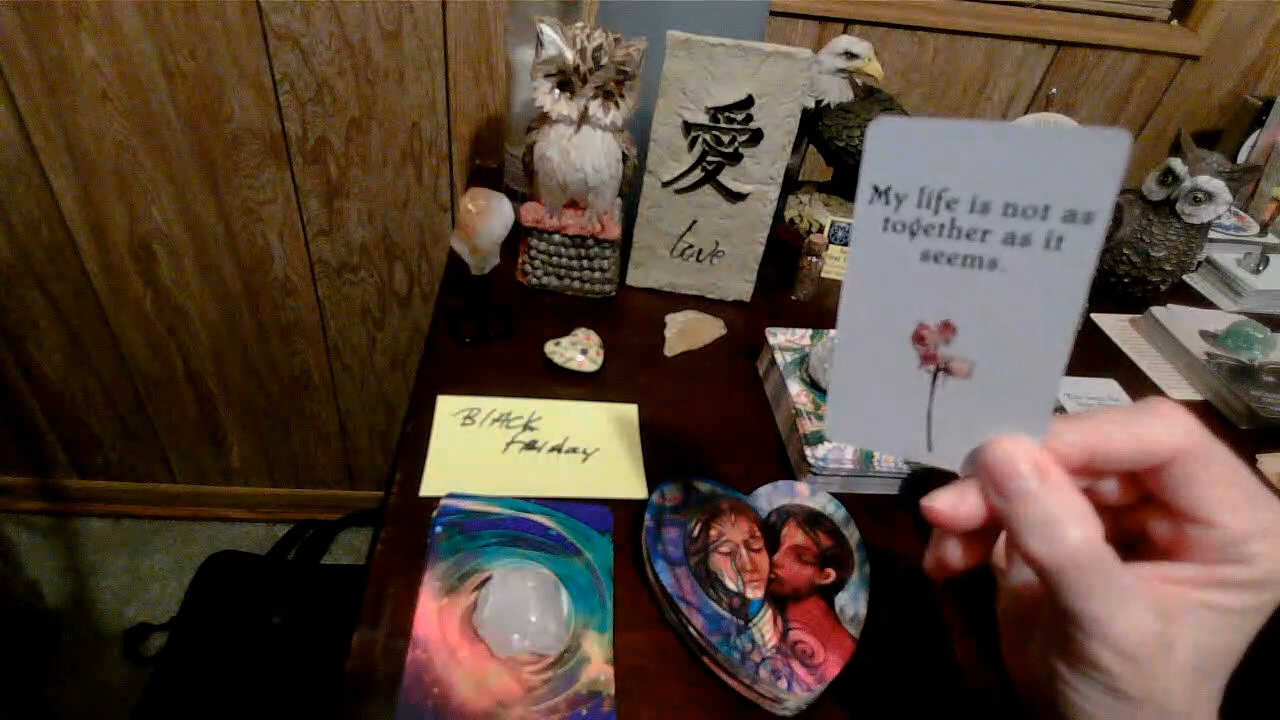 愛
love
My life is not as
together as it
seems.
BLACK
Friday